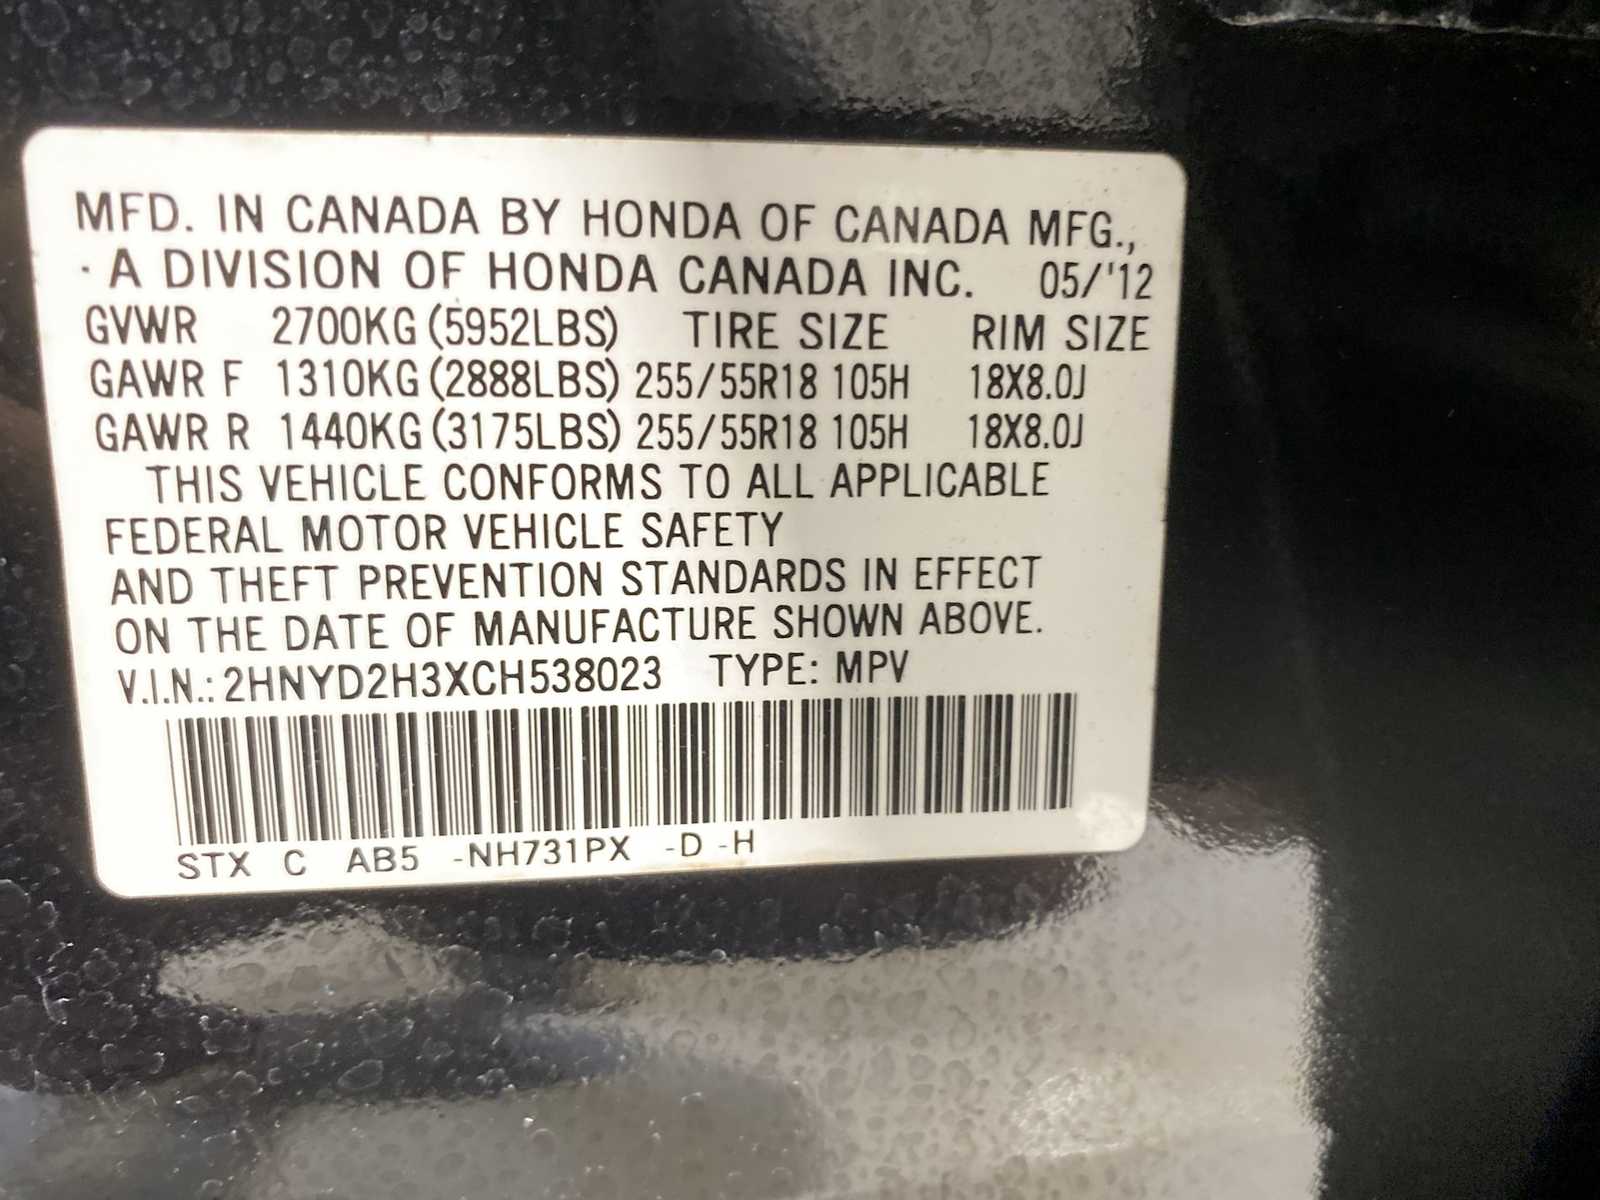 MFD. IN CANADA BY HONDA OF CANADA MFG.,
A DIVISION OF HONDA CANADA INC. 05/'12
GVWR 2700KG (5952LBS) TIRE SIZE RIM SIZE
GAWR F 1310KG (2888LBS) 255/55R18 105H 18X8.0J
GAWR R 1440KG (3175LBS) 255/55R18 105H 18X8.0J
THIS VEHICLE CONFORMS TO ALL APPLICABLE
FEDERAL MOTOR VEHICLE SAFETY
AND THEFT PREVENTION STANDARDS IN EFFECT
ON THE DATE OF MANUFACTURE SHOWN ABOVE.
V.I.N.: 2HNYD2H3XCH538023 TYPE: MPV
STX C AB5 -NH731PX -D -H